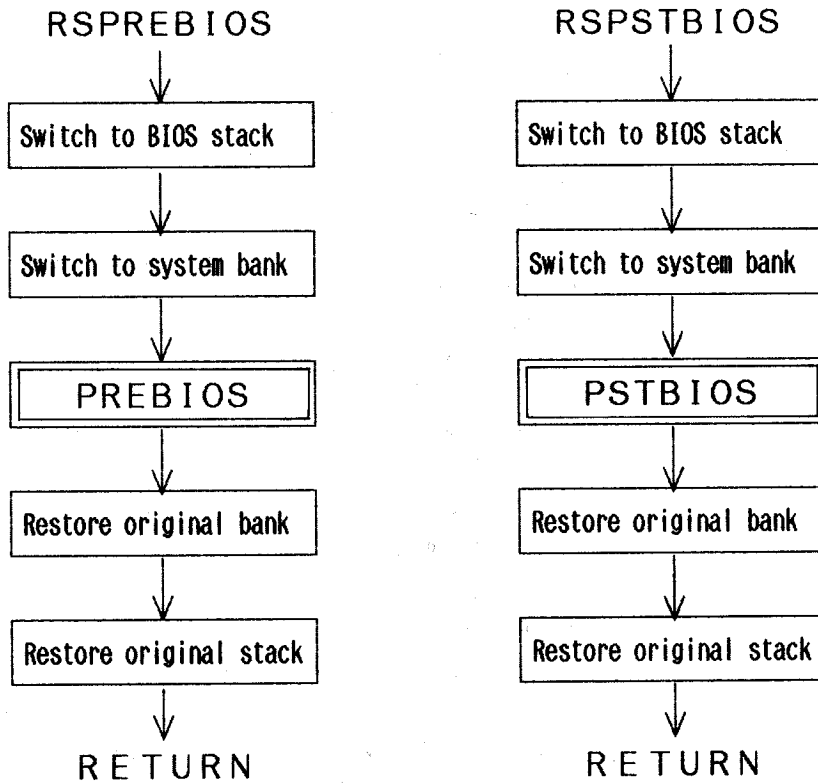 RSPREBIOS
Switch to BIOS stack
Switch to system bank
PREBIOS
Restore original bank
Restore original stack
RETURN
RSPSTBIOS
Switch to BIOS stack
Switch to system bank
PSTBIOS
Restore original bank
Restore original stack
RETURN